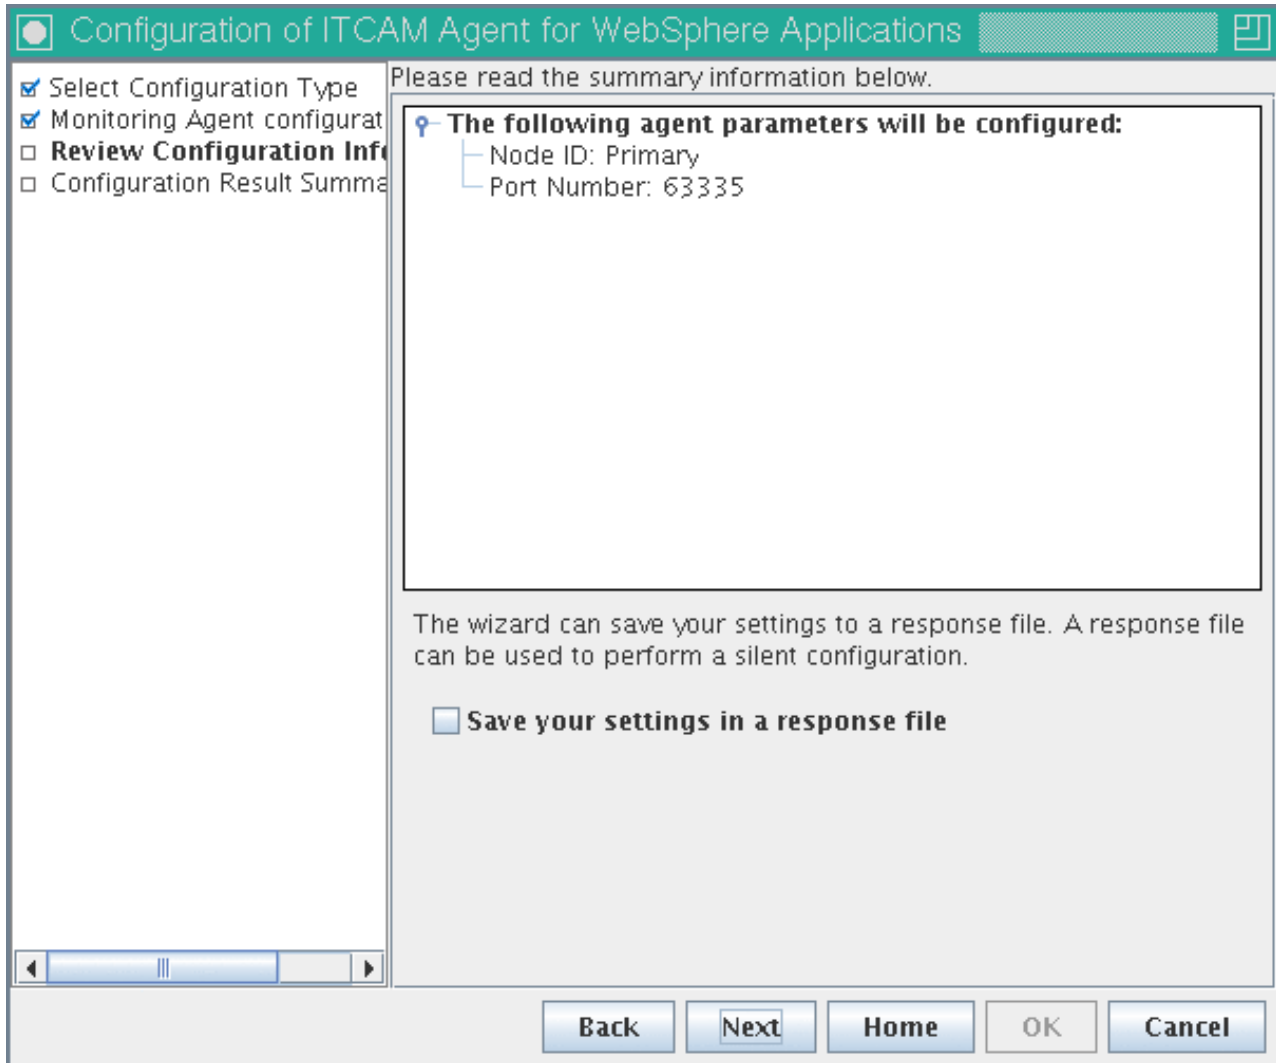 Configuration of ITCAM Agent for WebSphere Applications
Select Configuration Type
Monitoring Agent configurat
Review Configuration Info
Configuration Result Summa
Please read the summary information below.
The following agent parameters will be configured:
Node ID: Primary
Port Number: 63335
The wizard can save your settings to a response file. A response file
can be used to perform a silent configuration.
Save your settings in a response file
Back Next Home OK Cancel